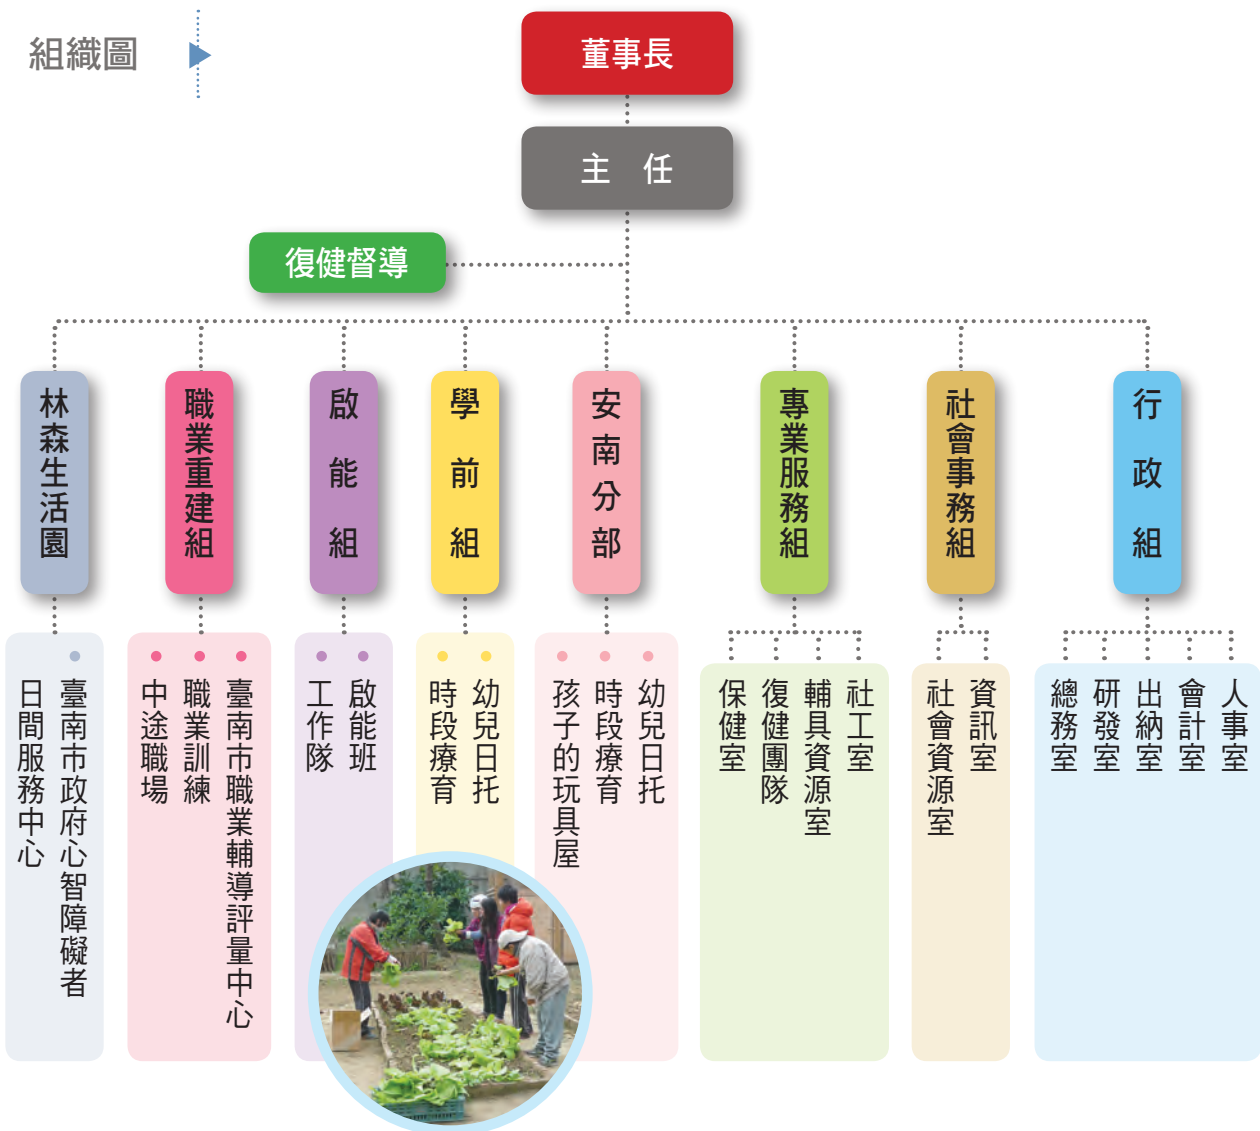 組織圖
董事長
主 任
復健督導
林森生活園
職業重建組
啟能組
學前組
安南分部
專業服務組
社會事務組
行政組
臺南市政府心智障礙者
日間服務中心
臺南市職業輔導評量中心
職業訓練
中途職場
啟能班
工作隊
幼兒日托
時段療育
幼兒日托
時段療育
孩子的玩具屋
社工室
輔具資源室
復健團隊
保健室
資訊室
社會資源室
人事室
會計室
出納室
研發室
總務室